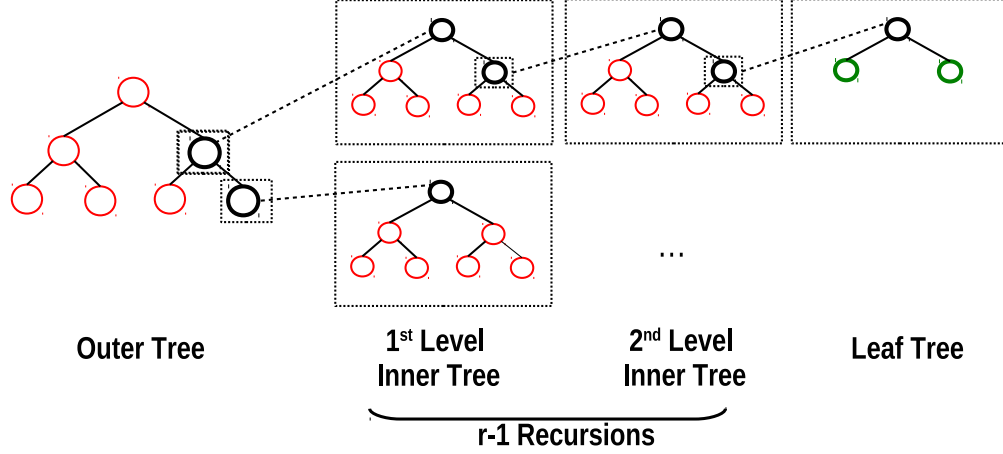 ...
Outer Tree
1st Level
Inner Tree
2nd Level
Inner Tree
Leaf Tree
r-1 Recursions